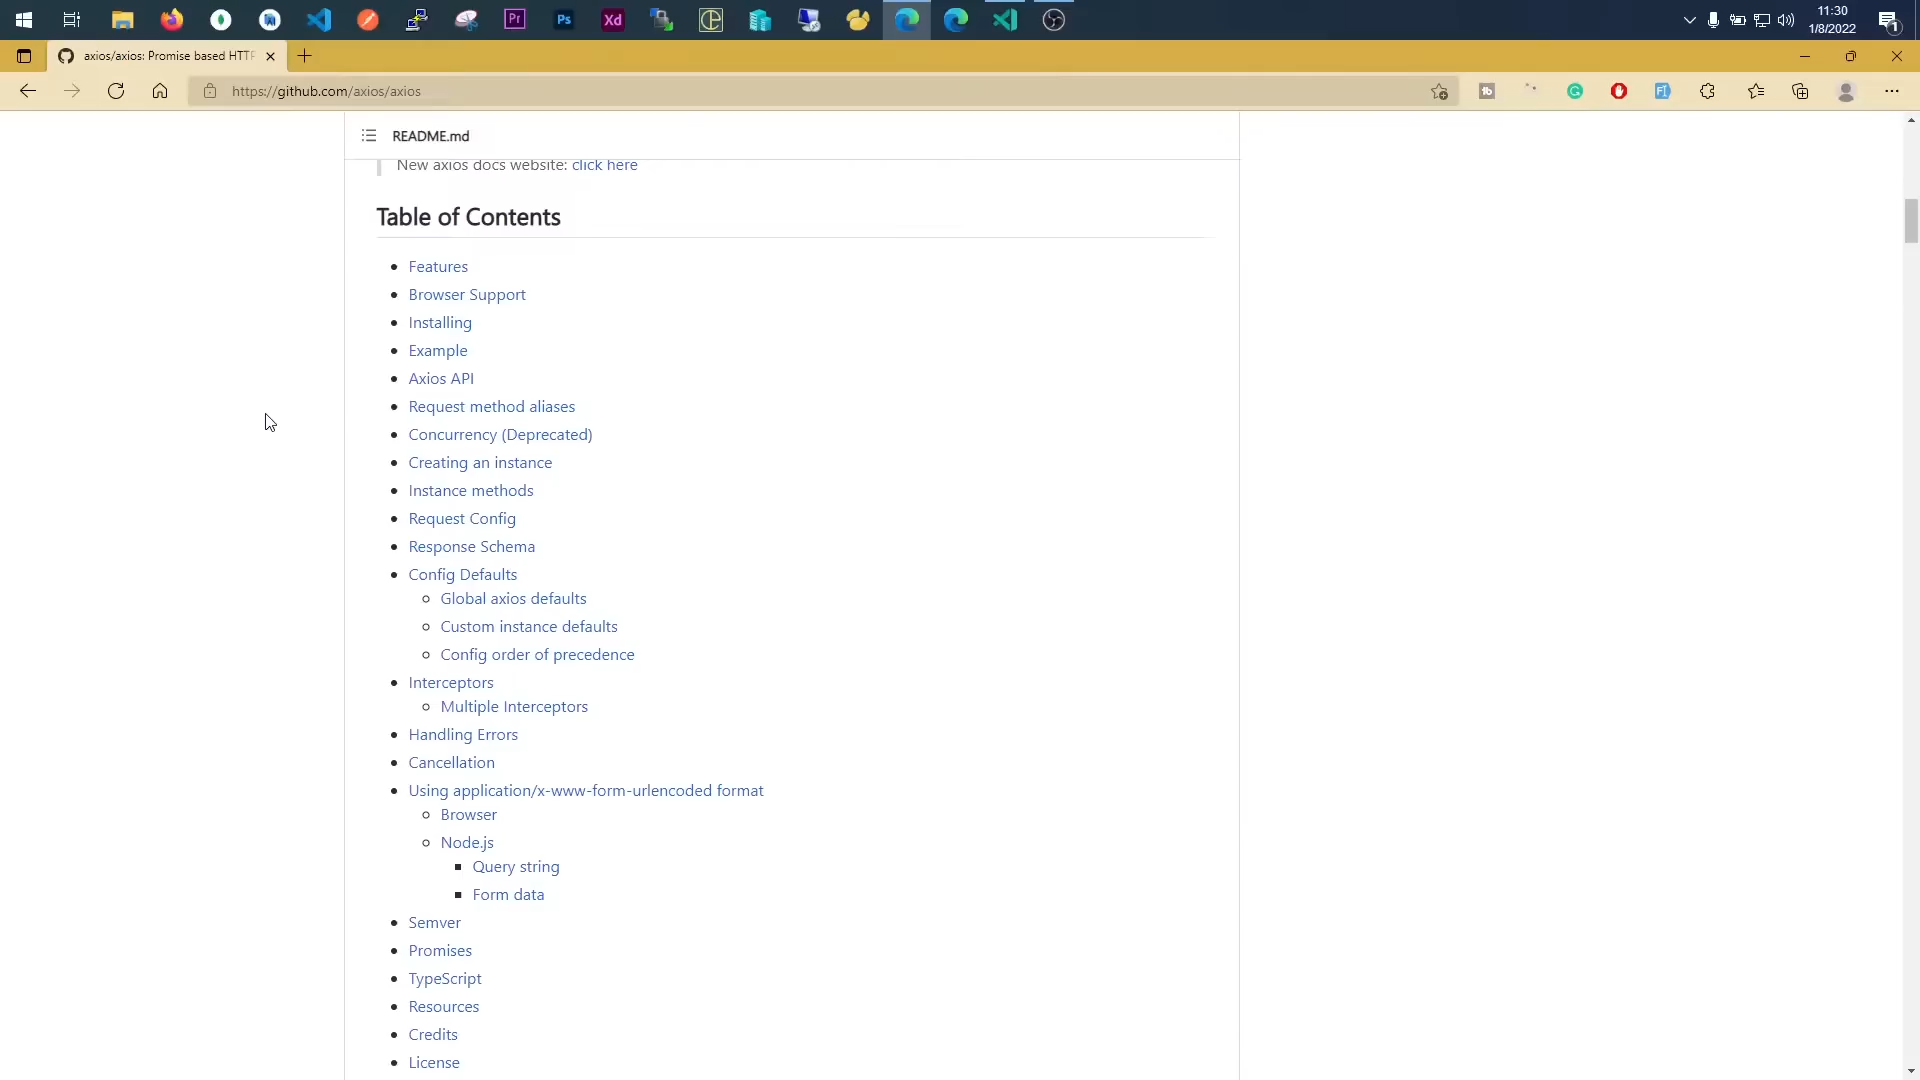 11:30
1/8/2022
1
Pr
Ps
Xd
axios/axios: Promise based HTTP
https://github.com/axios/axios
README.md
New axios docs website: click here
Table of Contents
Features
Browser Support
Installing
Example
Axios API
Request method aliases
Concurrency (Deprecated)
Creating an instance
Instance methods
Request Config
Response Schema
Config Defaults
Global axios defaults
Custom instance defaults
Config order of precedence
Interceptors
Multiple Interceptors
Handling Errors
Cancellation
Using application/x-www-form-urlencoded format
Browser
Node.js
Query string
Form data
Semver
Promises
TypeScript
Resources
Credits
License